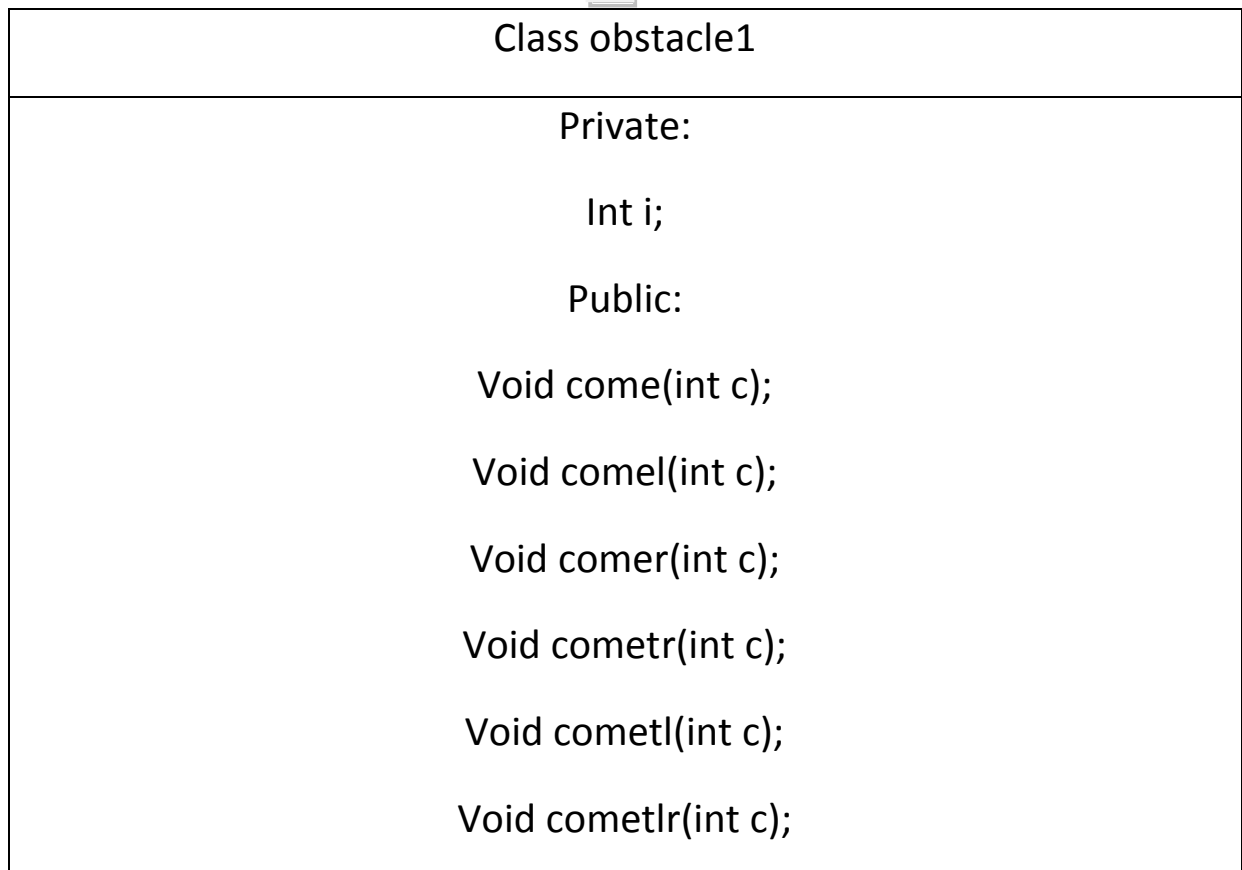 Class obstacle1
Private:
Int i;
Public:
Void come(int c);
Void comel(int c);
Void comer(int c);
Void cometr(int c);
Void cometl(int c);
Void cometlr(int c);